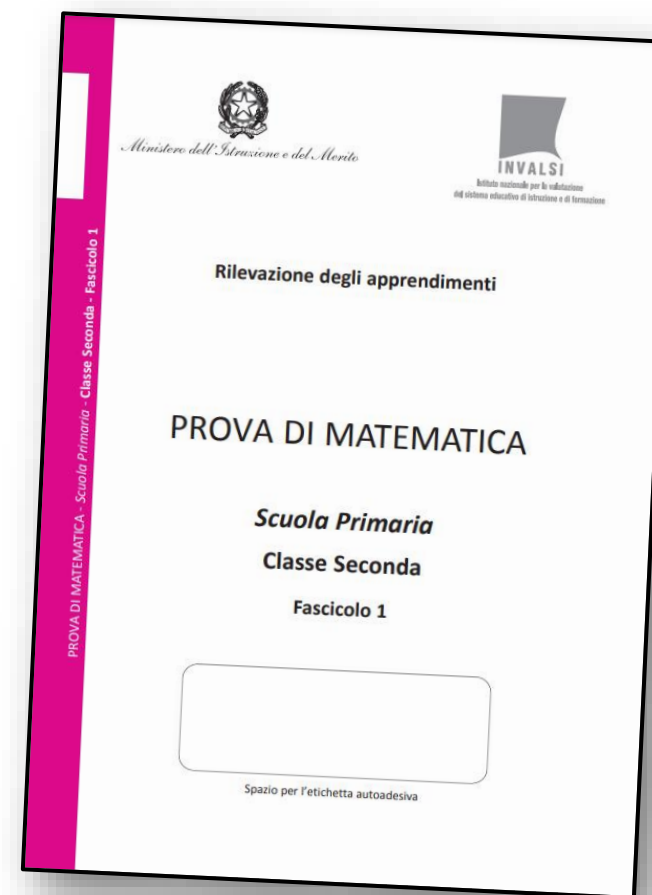 Ministero dell'Istruzione e del Merito
INVALSI
Istituto nazionale per la valutazione
del sistema educativo di istruzione e di formazione
Rilevazione degli apprendimenti
PROVA DI MATEMATICA
Scuola Primaria
Classe Seconda
Fascicolo 1
Spazio per l'etichetta autoadesiva
PROVA DI MATEMATICA - Scuola Primaria - Classe Seconda - Fascicolo 1